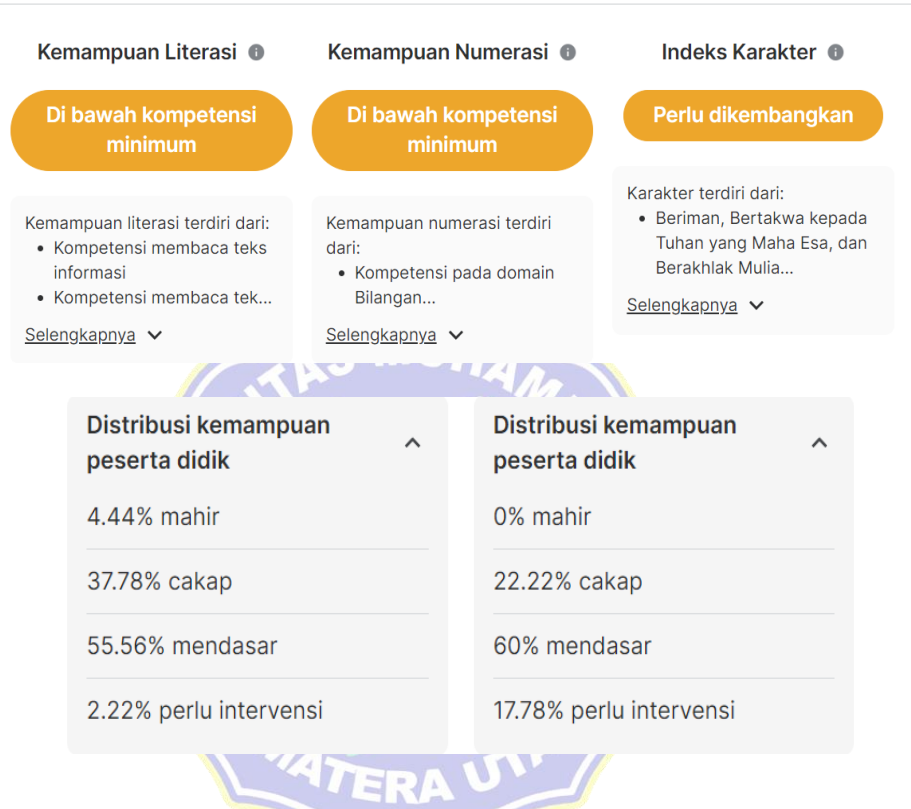 Kemampuan Literasi
Di bawah kompetensi
minimum
Kemampuan literasi terdiri dari:
• Kompetensi membaca teks
informasi
• Kompetensi membaca tek...
Selengkapnya
Kemampuan Numerasi
Di bawah kompetensi
minimum
Kemampuan numerasi terdiri
dari:
• Kompetensi pada domain
Bilangan...
Selengkapnya
Indeks Karakter
Perlu dikembangkan
Karakter terdiri dari:
• Beriman, Bertakwa kepada
Tuhan yang Maha Esa, dan
Berakhlak Mulia...
Selengkapnya
Distribusi kemampuan
peserta didik
4.44% mahir
37.78% cakap
55.56% mendasar
2.22% perlu intervensi
Distribusi kemampuan
peserta didik
0% mahir
22.22% cakap
60% mendasar
17.78% perlu intervensi